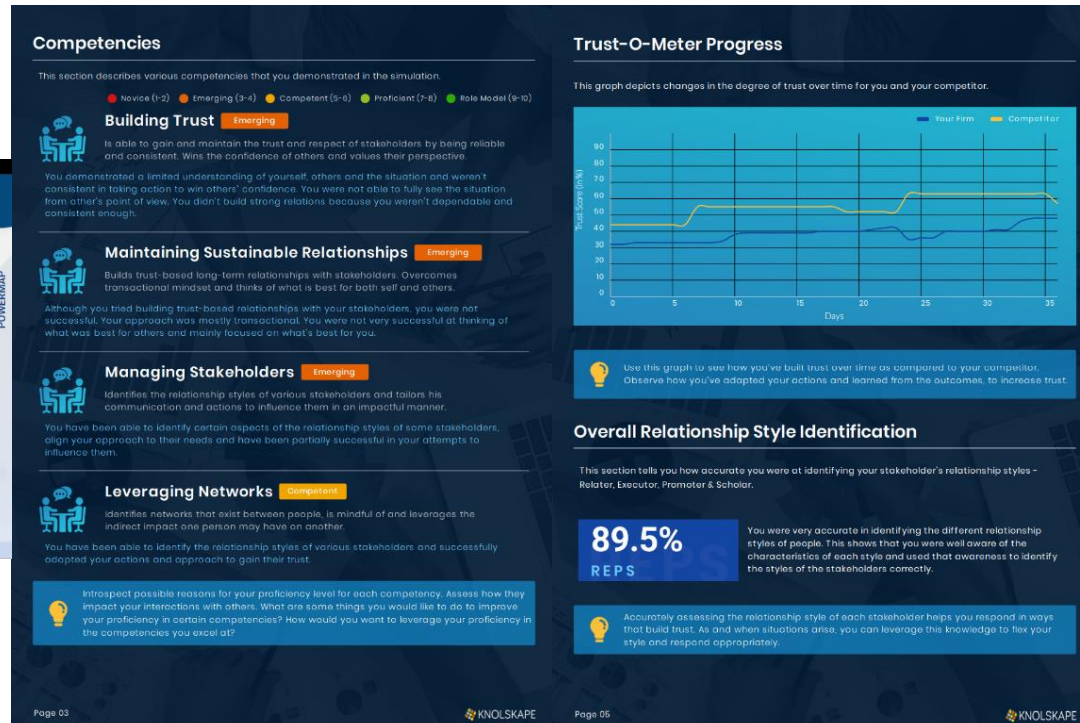 POWERMAP
Competencies
This section describes various competencies that you demonstrated in the simulation.
Novice (1-2) Emerging (3-4) Competent (5-6) Proficient (7-8) Role Model (9-10)
Building Trust Emerging
Is able to gain and maintain the trust and respect of stakeholders by being reliable
and consistent. Wins the confidence of others and values their perspective.
You demonstrated a limited understanding of yourself, others and the situation and weren't
consistent in taking action to win others' confidence. You were not able to fully see the situation
from other's point of view. You didn't build strong relations because you weren't dependable and
consistent enough.
Maintaining Sustainable Relationships Emerging
Builds trust-based long-term relationships with stakeholders. Overcomes
transactional mindset and thinks of what is best for both self and others.
Although you tried building trust-based relationships with your stakeholders, you were not
successful. Your approach was mostly transactional. You were not very successful at thinking of
what was best for others and mainly focused on what's best for you.
Managing Stakeholders Emerging
Identifies the relationship styles of various stakeholders and tailors his
communication and actions to influence them in an impactful manner.
You have been able to identify certain aspects of the relationship styles of some stakeholders,
align your approach to their needs and have been partially successful in your attempts to
influence them.
Leveraging Networks Competent
Identifies networks that exist between people, is mindful of and leverages the
indirect impact one person may have on another.
You have been able to identify the relationship styles of various stakeholders and successfully
adapted your actions and approach to gain their trust.
Introspect possible reasons for your proficiency level for each competency. Assess how they
impact your interactions with others. What are some things you would like to do to improve
your proficiency in certain competencies? How would you want to leverage your proficiency in
the competencies you excel at?
Page 03
KNOLSKAPE
Trust-O-Meter Progress
This graph depicts changes in the degree of trust over time for you and your competitor.
Your Firm Competitor
Trust Score (in %)
90
80
70
60
50
40
30
20
10
0
0 5 10 15 20 25 30 35
Days
Use this graph to see how you've built trust over time as compared to your competitor.
Observe how you've adapted your actions and learned from the outcomes, to increase trust.
Overall Relationship Style Identification
This section tells you how accurate you were at identifying your stakeholder's relationship styles -
Relater, Executor, Promoter & Scholar.
89.5%
REPS
You were very accurate in identifying the different relationship
styles of people. This shows that you were well aware of the
characteristics of each style and used that awareness to identify
the styles of the stakeholders correctly.
Accurately assessing the relationship style of each stakeholder helps you respond in ways
that build trust. As and when situations arise, you can leverage this knowledge to flex your
style and respond appropriately.
Page 05
KNOLSKAPE